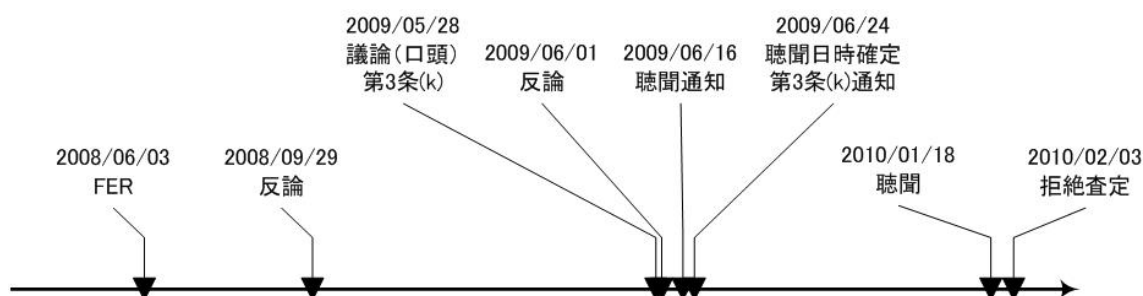 2008/06/03
FER
2008/09/29
反論
2009/05/28
議論(口頭)
第3条(k)
2009/06/01
反論
2009/06/16
聴聞通知
2009/06/24
聴聞日時確定
第3条(k)通知
2010/01/18
聴聞
2010/02/03
拒絶査定